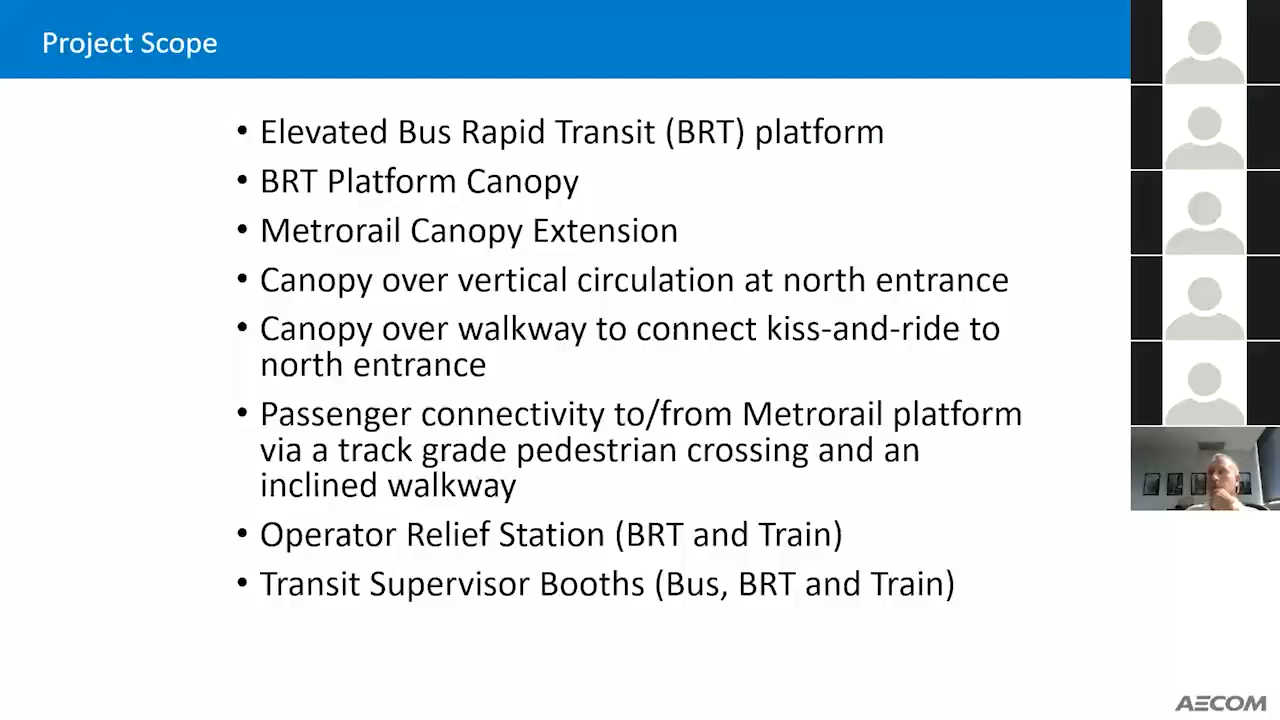 Project Scope
• Elevated Bus Rapid Transit (BRT) platform
• BRT Platform Canopy
• Metrorail Canopy Extension
• Canopy over vertical circulation at north entrance
• Canopy over walkway to connect kiss-and-ride to
north entrance
• Passenger connectivity to/from Metrorail platform
via a track grade pedestrian crossing and an
inclined walkway
• Operator Relief Station (BRT and Train)
• Transit Supervisor Booths (Bus, BRT and Train)
AECOM